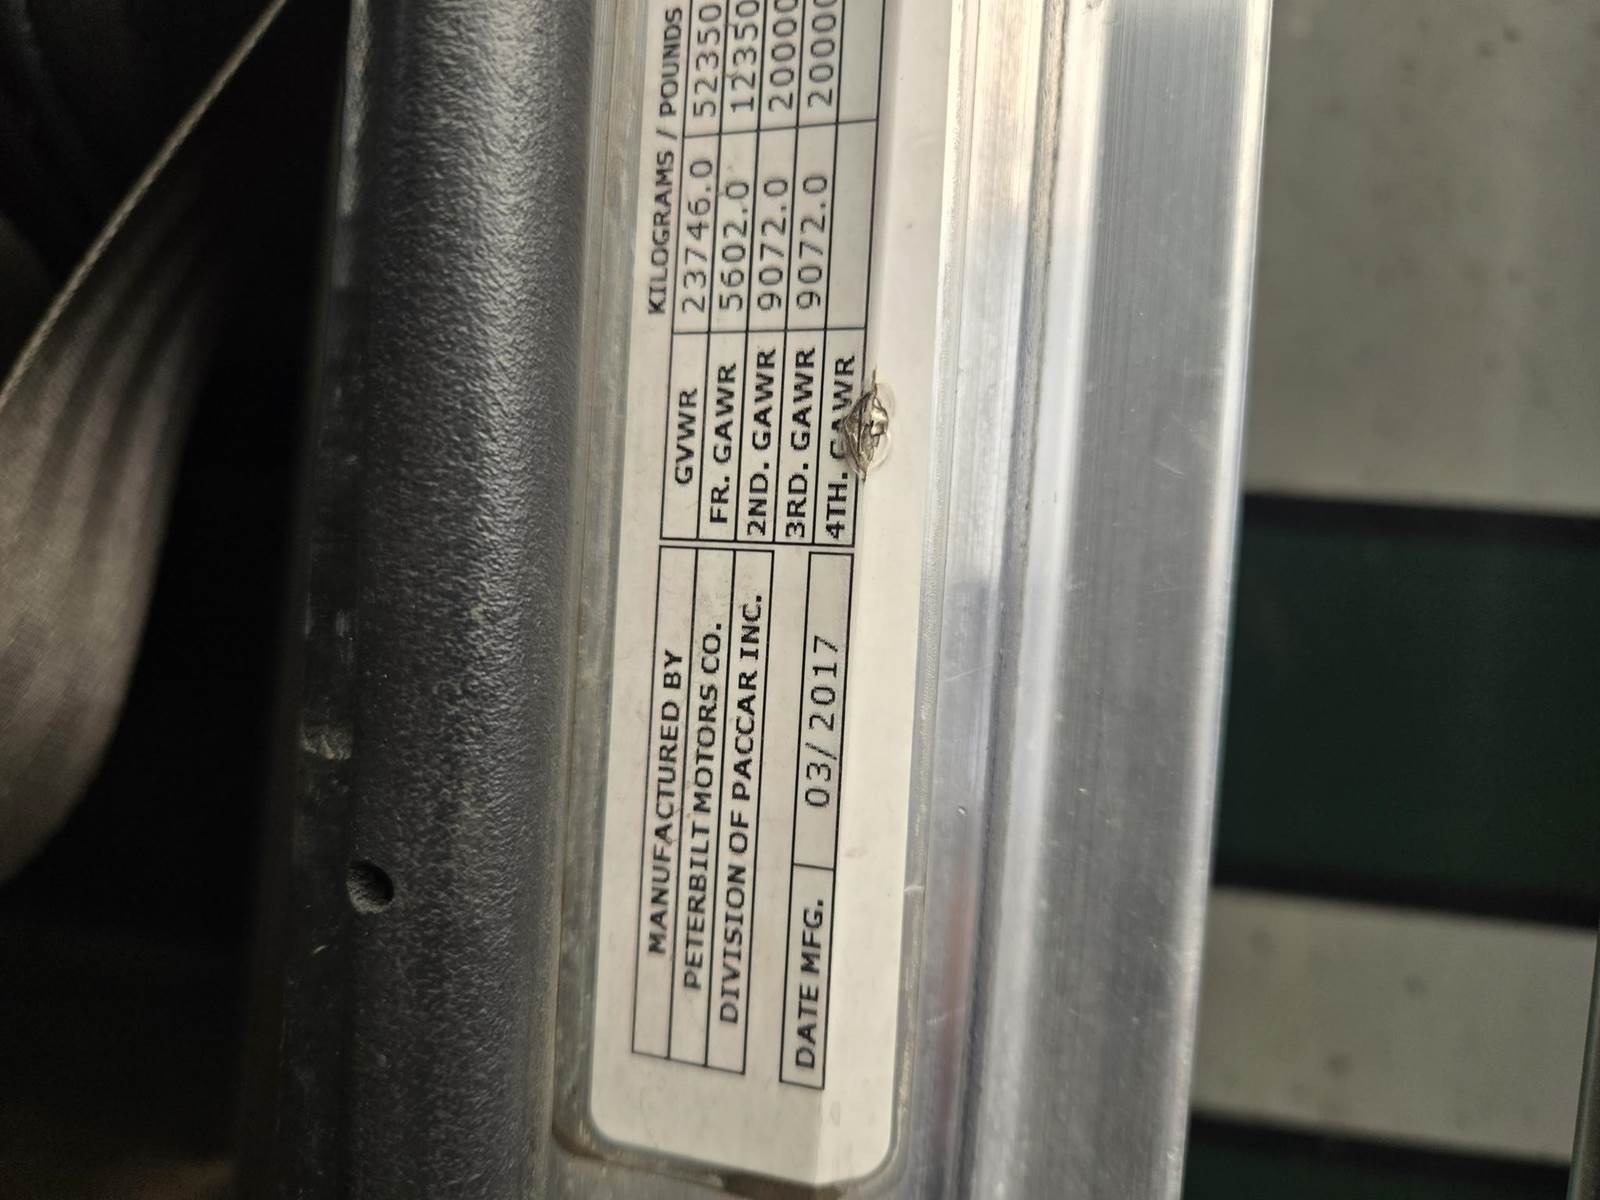 MANUFACTURED BY
PETERBILT MOTORS CO.
DIVISION OF PACCAR INC.
DATE MFG. 03/2017
KILOGRAMS / POUNDS
GVWR 23746.0 52350
FR. GAWR 5602.0 12350
2ND. GAWR 9072.0 20000
3RD. GAWR 9072.0 20000
4TH. GAWR